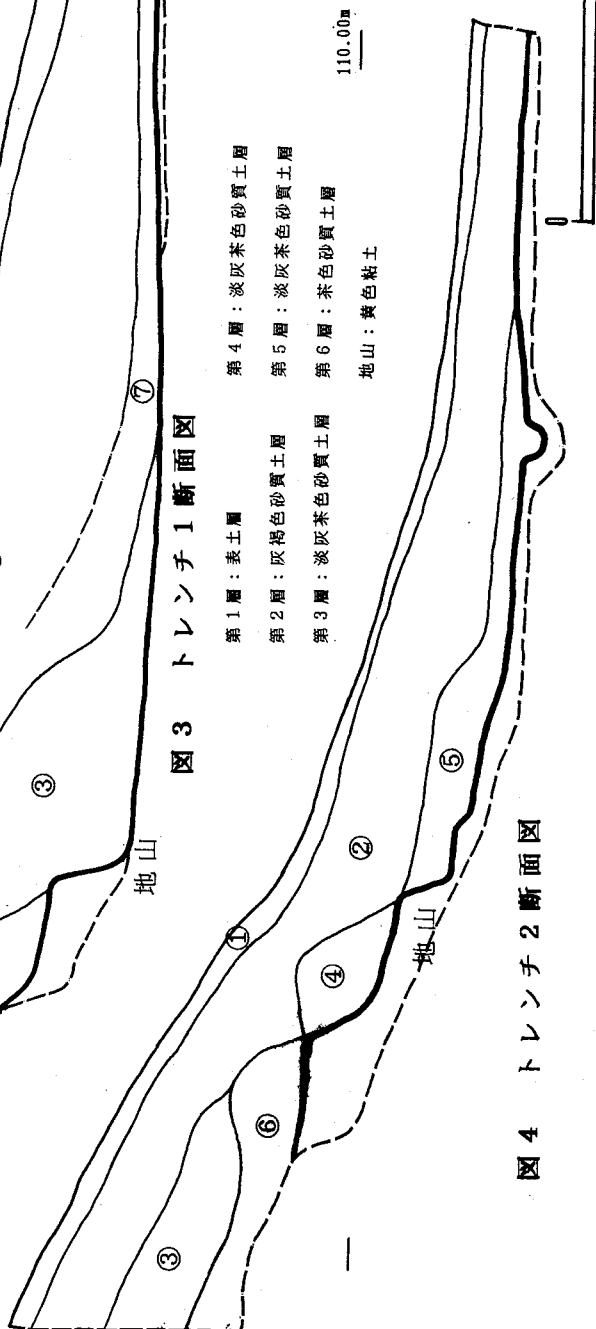 ③
地山
⑦
図3 トレンチ1断面図
第1層：表土層
第2層：灰褐色砂質土層
第3層：淡灰茶色砂質土層
第4層：淡灰茶色砂質土層
第5層：淡灰茶色砂質土層
第6層：茶色砂質土層
地山：黄色粘土
110.00m
①
②
③
④
⑤
⑥
地山
0
図4 トレンチ2断面図